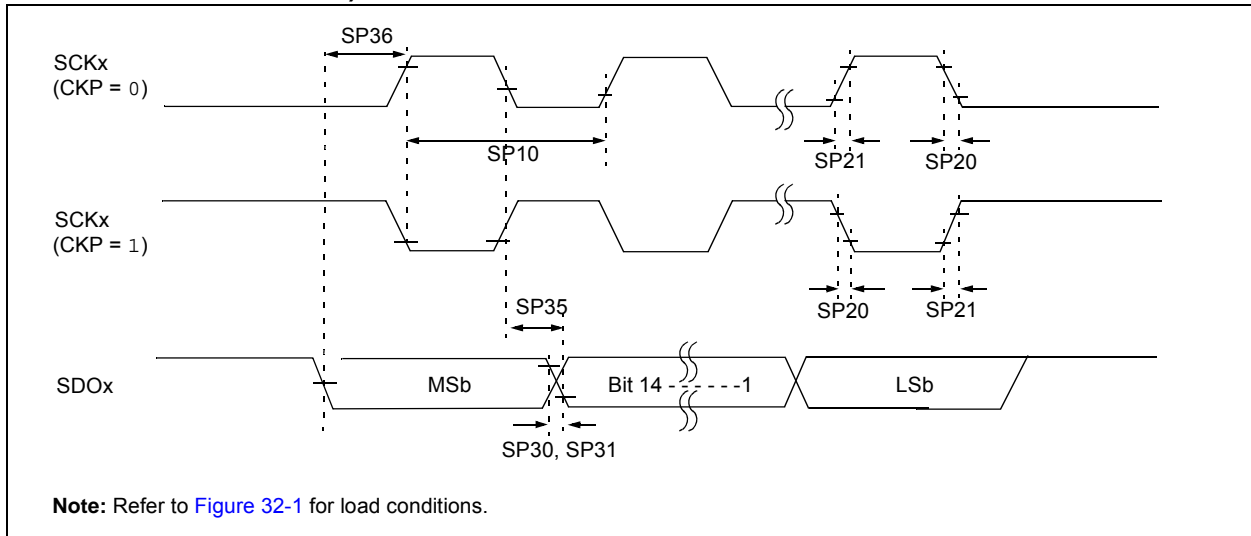 SP36
SCKx
(CKP = 0)
SP10
SP21
SP20
SCKx
(CKP = 1)
SP35
SP20
SP21
SDOx
MSb
Bit 14 - - - - - -1
LSb
SP30, SP31
Note: Refer to Figure 32-1 for load conditions.